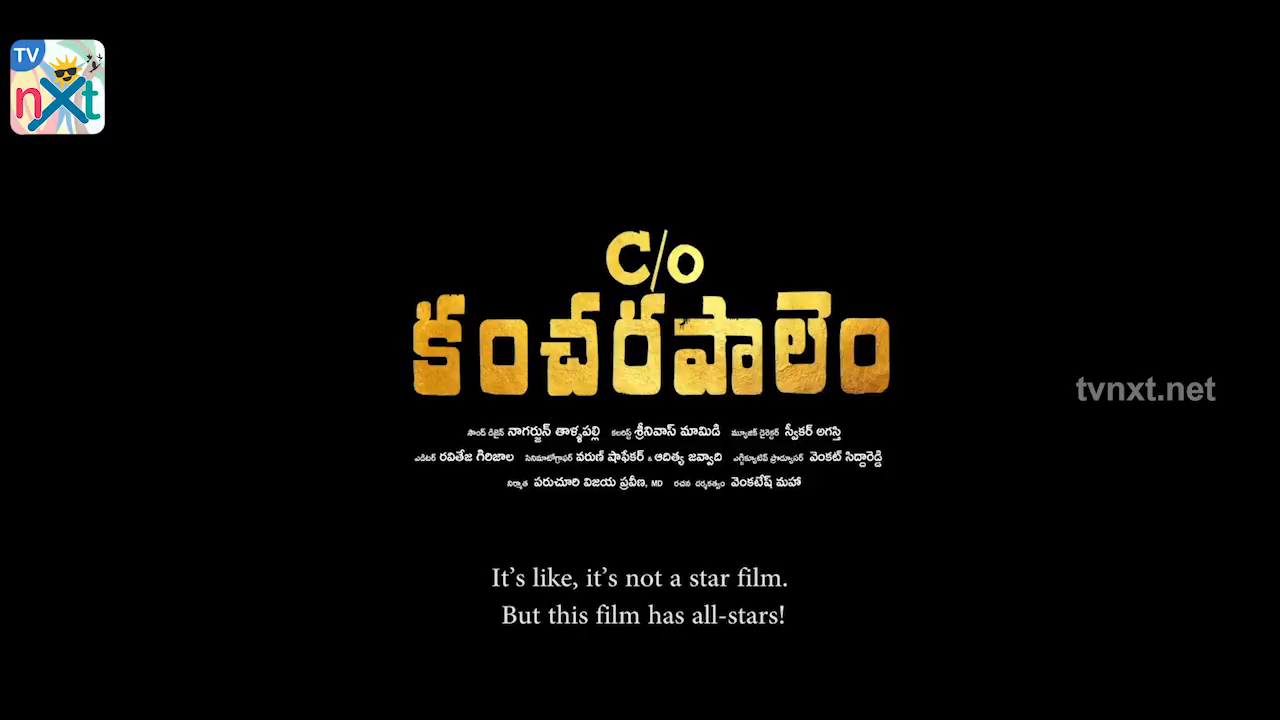 TV
nxt
C/o
కంచరపాలెం
tvnxt.net
సౌండ్ డిజైన్ నాగర్జున్ తాళ్ళపల్లి కలరిస్ట్ శ్రీనివాస్ మామిడి మ్యూజిక్ డైరెక్టర్ స్వీకర్ అగస్తి
ఎడిటర్ రవితేజ గిరిజాల సినిమాటోగ్రాఫర్ వరుణ్ షాఫేకర్ & ఆదిత్య జవ్వాది ఎగ్జిక్యూటివ్ ప్రొడ్యూసర్ వెంకట్ సిద్దారెడ్డి
నిర్మాత పరుచూరి విజయ ప్రవీణ, MD రచన దర్శకత్వం వెంకటేష్ మహా
It’s like, it’s not a star film.
But this film has all-stars!